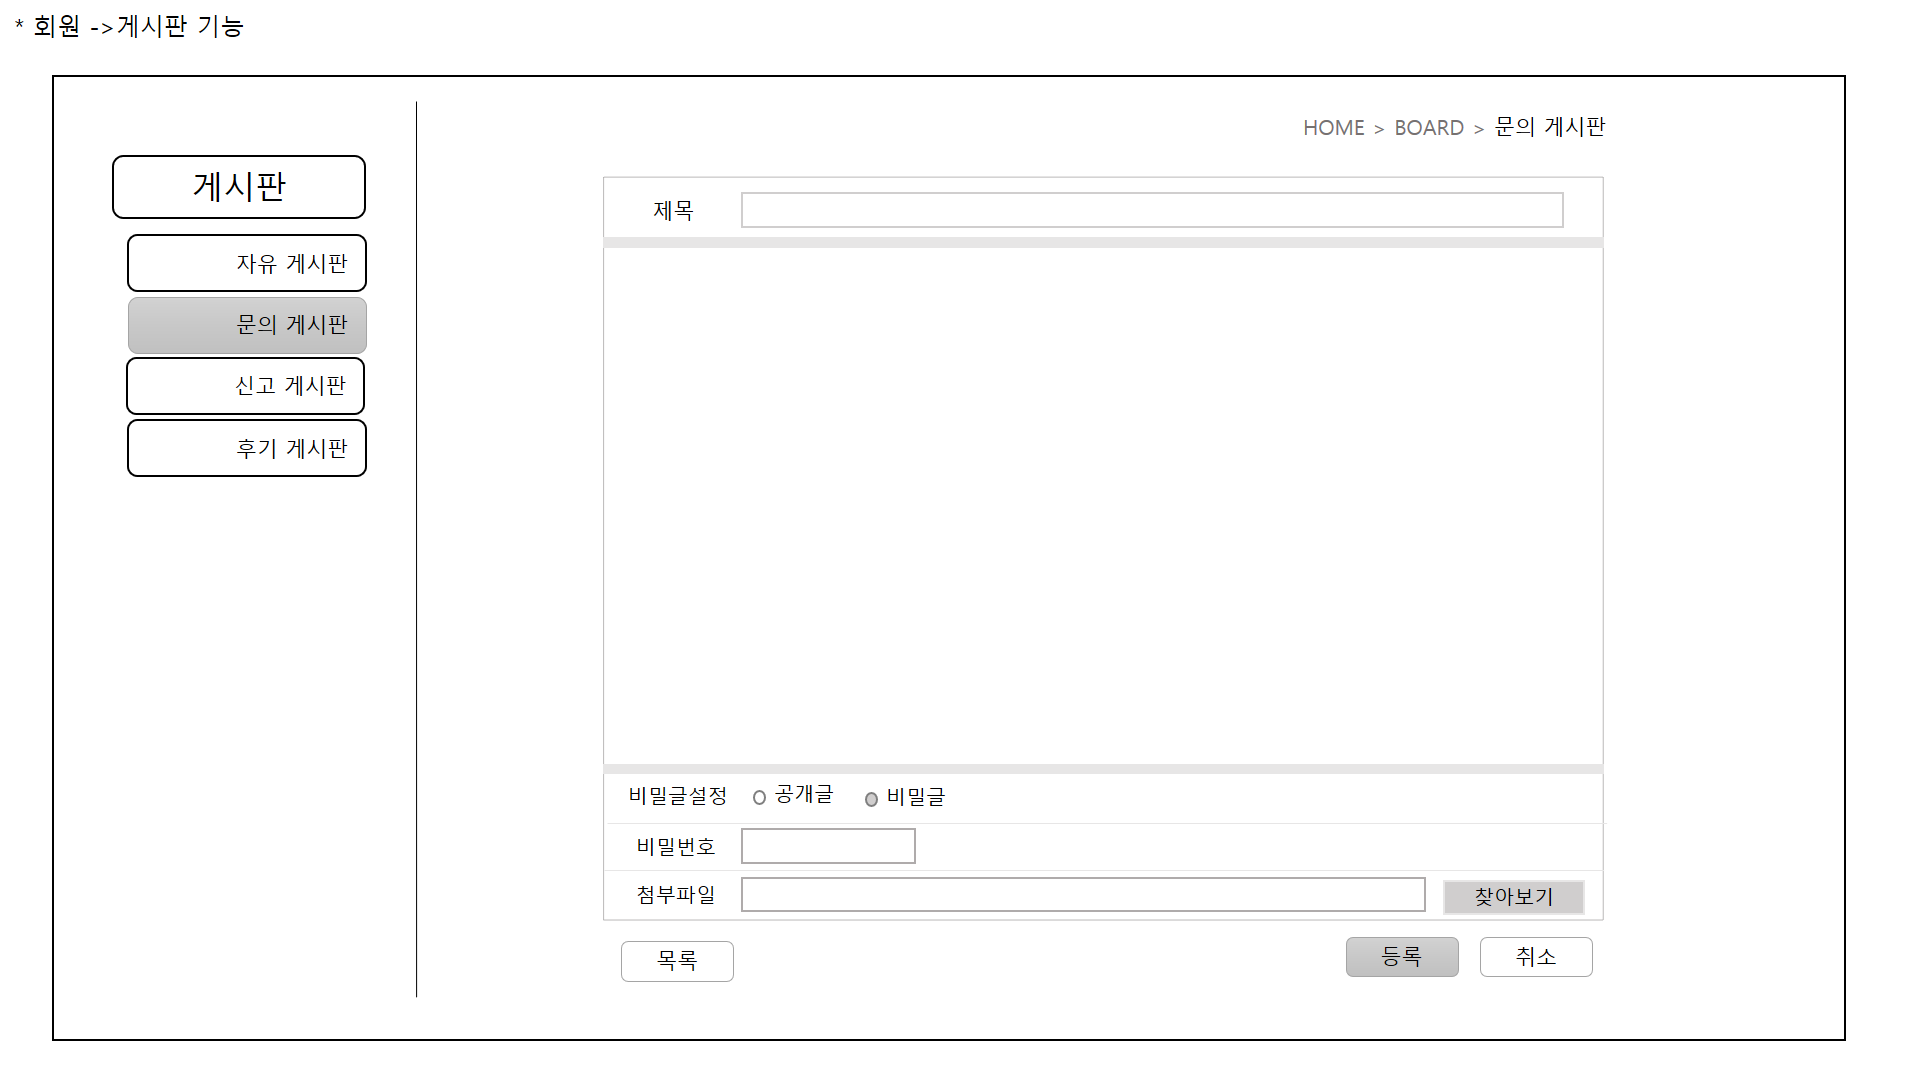 * 회원 ->게시판 기능
HOME > BOARD > 문의 게시판
게시판
자유 게시판
문의 게시판
신고 게시판
후기 게시판
제목
비밀글설정 공개글 비밀글
비밀번호
첨부파일 찾아보기
목록 등록 취소